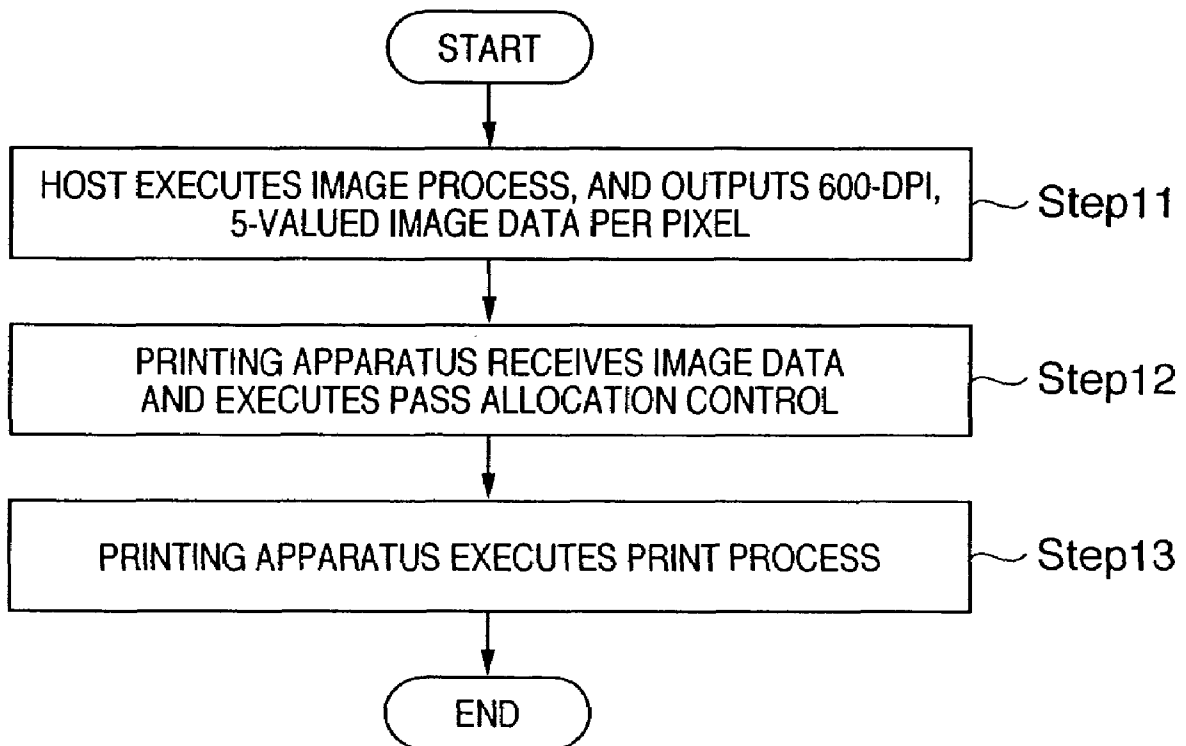 START
HOST EXECUTES IMAGE PROCESS, AND OUTPUTS 600-DPI,
5-VALUED IMAGE DATA PER PIXEL
Step11
PRINTING APPARATUS RECEIVES IMAGE DATA
AND EXECUTES PASS ALLOCATION CONTROL
Step12
PRINTING APPARATUS EXECUTES PRINT PROCESS
Step13
END